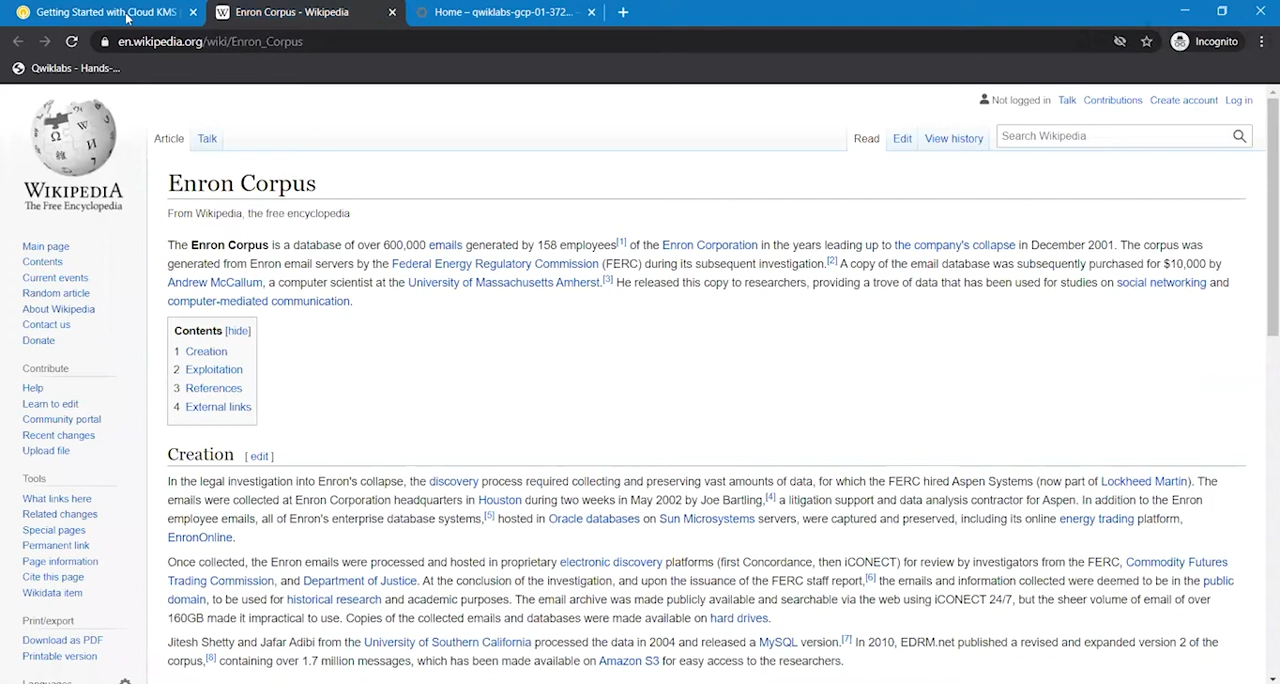 Getting Started with Cloud KMS
Enron Corpus - Wikipedia
Home – qwiklabs-gcp-01-372...
en.wikipedia.org/wiki/Enron_Corpus
Incognito
Qwiklabs - Hands-...
Not logged in Talk Contributions Create account Log in
Article Talk
Read Edit View history
Search Wikipedia
WIKIPEDIA
The Free Encyclopedia
Main page
Contents
Current events
Random article
About Wikipedia
Contact us
Donate
Contribute
Help
Learn to edit
Community portal
Recent changes
Upload file
Tools
What links here
Related changes
Special pages
Permanent link
Page information
Cite this page
Wikidata item
Print/export
Download as PDF
Printable version
Languages
Enron Corpus
From Wikipedia, the free encyclopedia
The Enron Corpus is a database of over 600,000 emails generated by 158 employees[1] of the Enron Corporation in the years leading up to the company's collapse in December 2001. The corpus was
generated from Enron email servers by the Federal Energy Regulatory Commission (FERC) during its subsequent investigation.[2] A copy of the email database was subsequently purchased for $10,000 by
Andrew McCallum, a computer scientist at the University of Massachusetts Amherst.[3] He released this copy to researchers, providing a trove of data that has been used for studies on social networking and
computer-mediated communication.
Contents [hide]
1 Creation
2 Exploitation
3 References
4 External links
Creation [ edit ]
In the legal investigation into Enron's collapse, the discovery process required collecting and preserving vast amounts of data, for which the FERC hired Aspen Systems (now part of Lockheed Martin). The
emails were collected at Enron Corporation headquarters in Houston during two weeks in May 2002 by Joe Bartling,[4] a litigation support and data analysis contractor for Aspen. In addition to the Enron
employee emails, all of Enron's enterprise database systems,[5] hosted in Oracle databases on Sun Microsystems servers, were captured and preserved, including its online energy trading platform,
EnronOnline.
Once collected, the Enron emails were processed and hosted in proprietary electronic discovery platforms (first Concordance, then iCONECT) for review by investigators from the FERC, Commodity Futures
Trading Commission, and Department of Justice. At the conclusion of the investigation, and upon the issuance of the FERC staff report,[6] the emails and information collected were deemed to be in the public
domain, to be used for historical research and academic purposes. The email archive was made publicly available and searchable via the web using iCONECT 24/7, but the sheer volume of email of over
160GB made it impractical to use. Copies of the collected emails and databases were made available on hard drives.
Jitesh Shetty and Jafar Adibi from the University of Southern California processed the data in 2004 and released a MySQL version.[7] In 2010, EDRM.net published a revised and expanded version 2 of the
corpus,[8] containing over 1.7 million messages, which has been made available on Amazon S3 for easy access to the researchers.